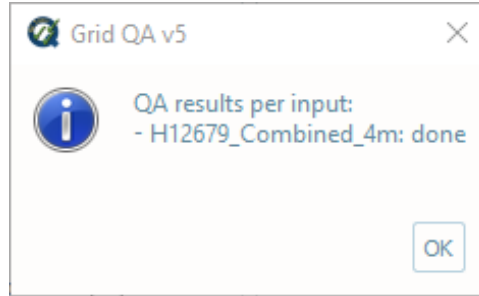 Grid QA v5
QA results per input:
- H12679_Combined_4m: done
OK